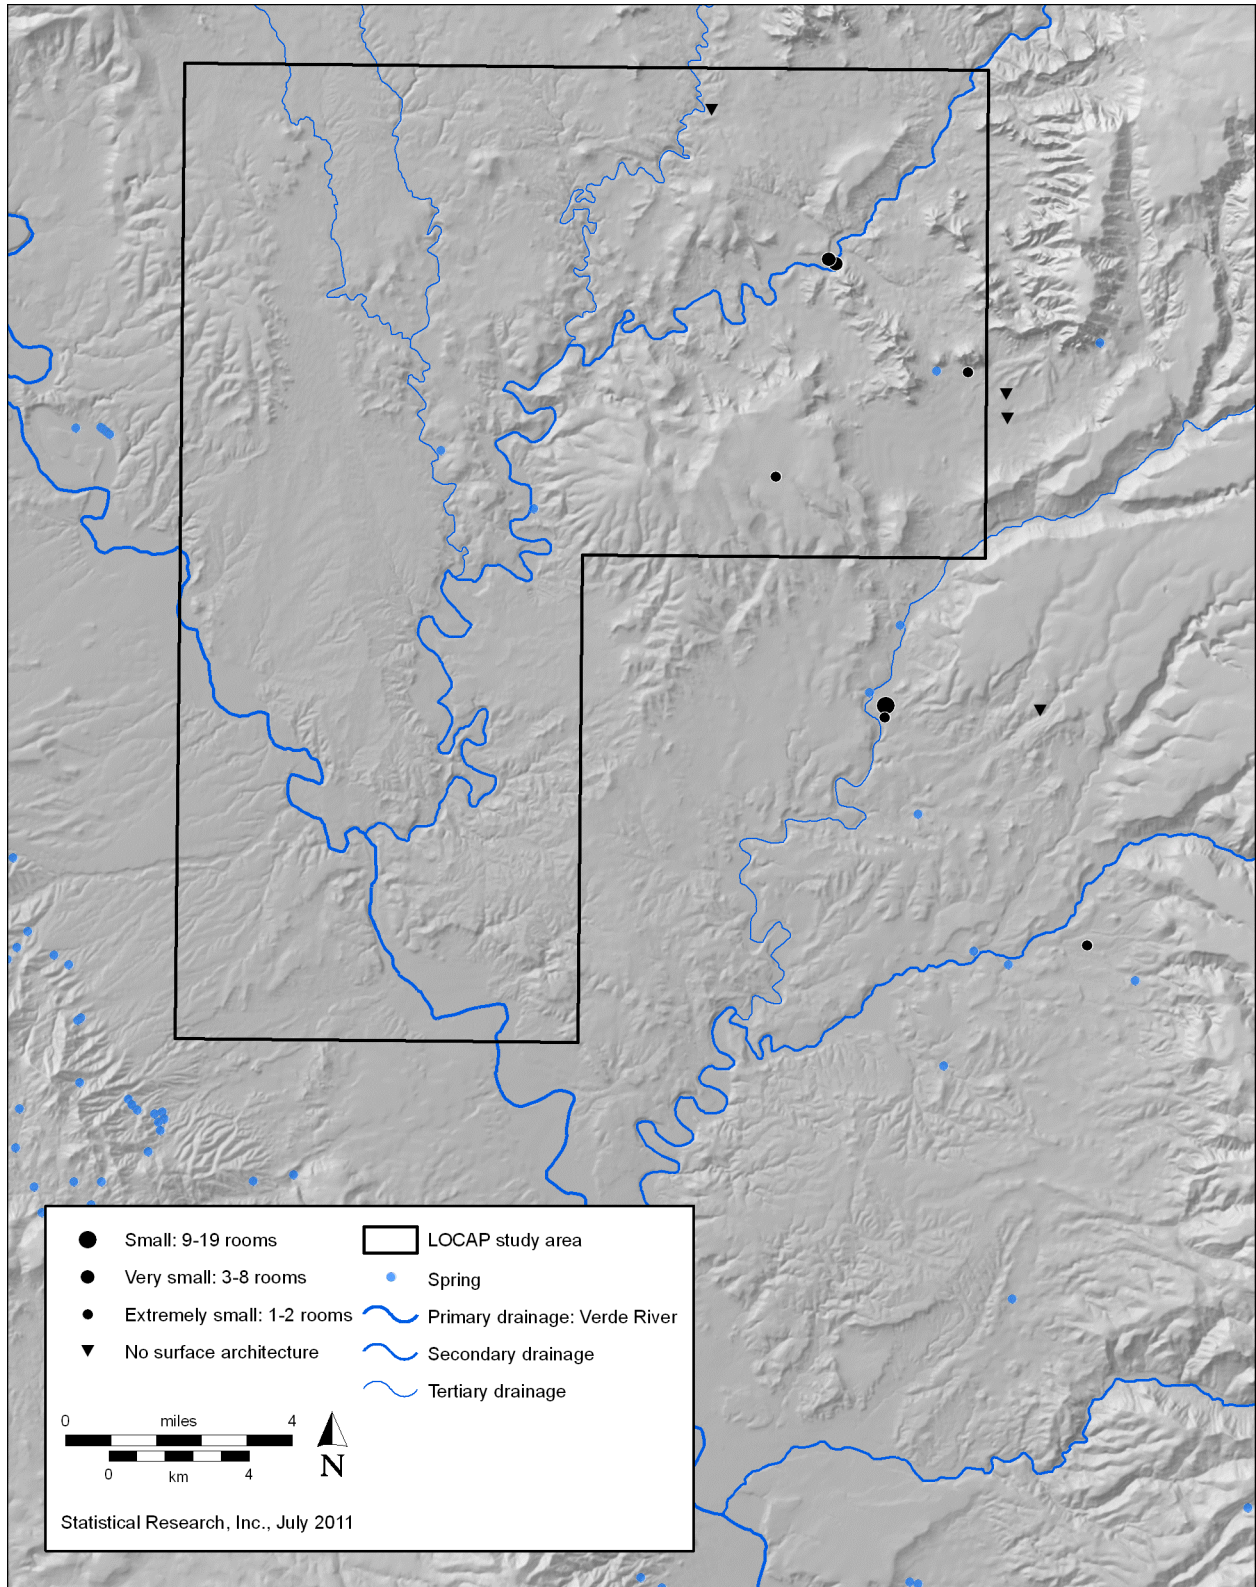 Small: 9-19 rooms
Very small: 3-8 rooms
Extremely small: 1-2 rooms
No surface architecture
LOCAP study area
Spring
Primary drainage: Verde River
Secondary drainage
Tertiary drainage
0 miles 4
0 km 4
N
Statistical Research, Inc., July 2011